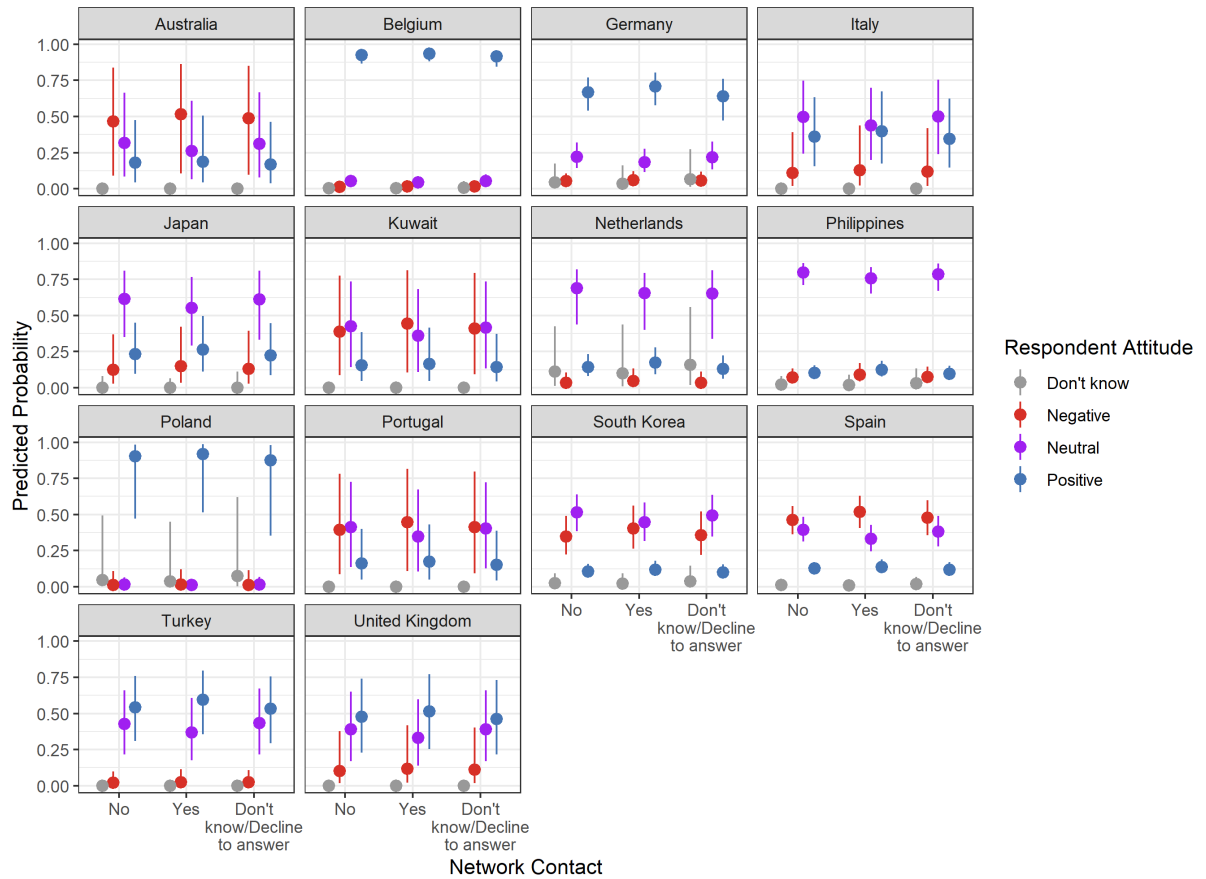 Australia
Belgium
Germany
Italy
1.00
0.75
0.50
0.25
0.00
Japan
Kuwait
Netherlands
Philippines
1.00
0.75
0.50
0.25
0.00
Poland
Portugal
South Korea
Spain
1.00
0.75
0.50
0.25
0.00
No
Yes
Don't
know/Decline
to answer
No
Yes
Don't
know/Decline
to answer
Turkey
United Kingdom
1.00
0.75
0.50
0.25
0.00
No
Yes
Don't
know/Decline
to answer
No
Yes
Don't
know/Decline
to answer
Predicted Probability
Network Contact
Respondent Attitude
Don't know
Negative
Neutral
Positive